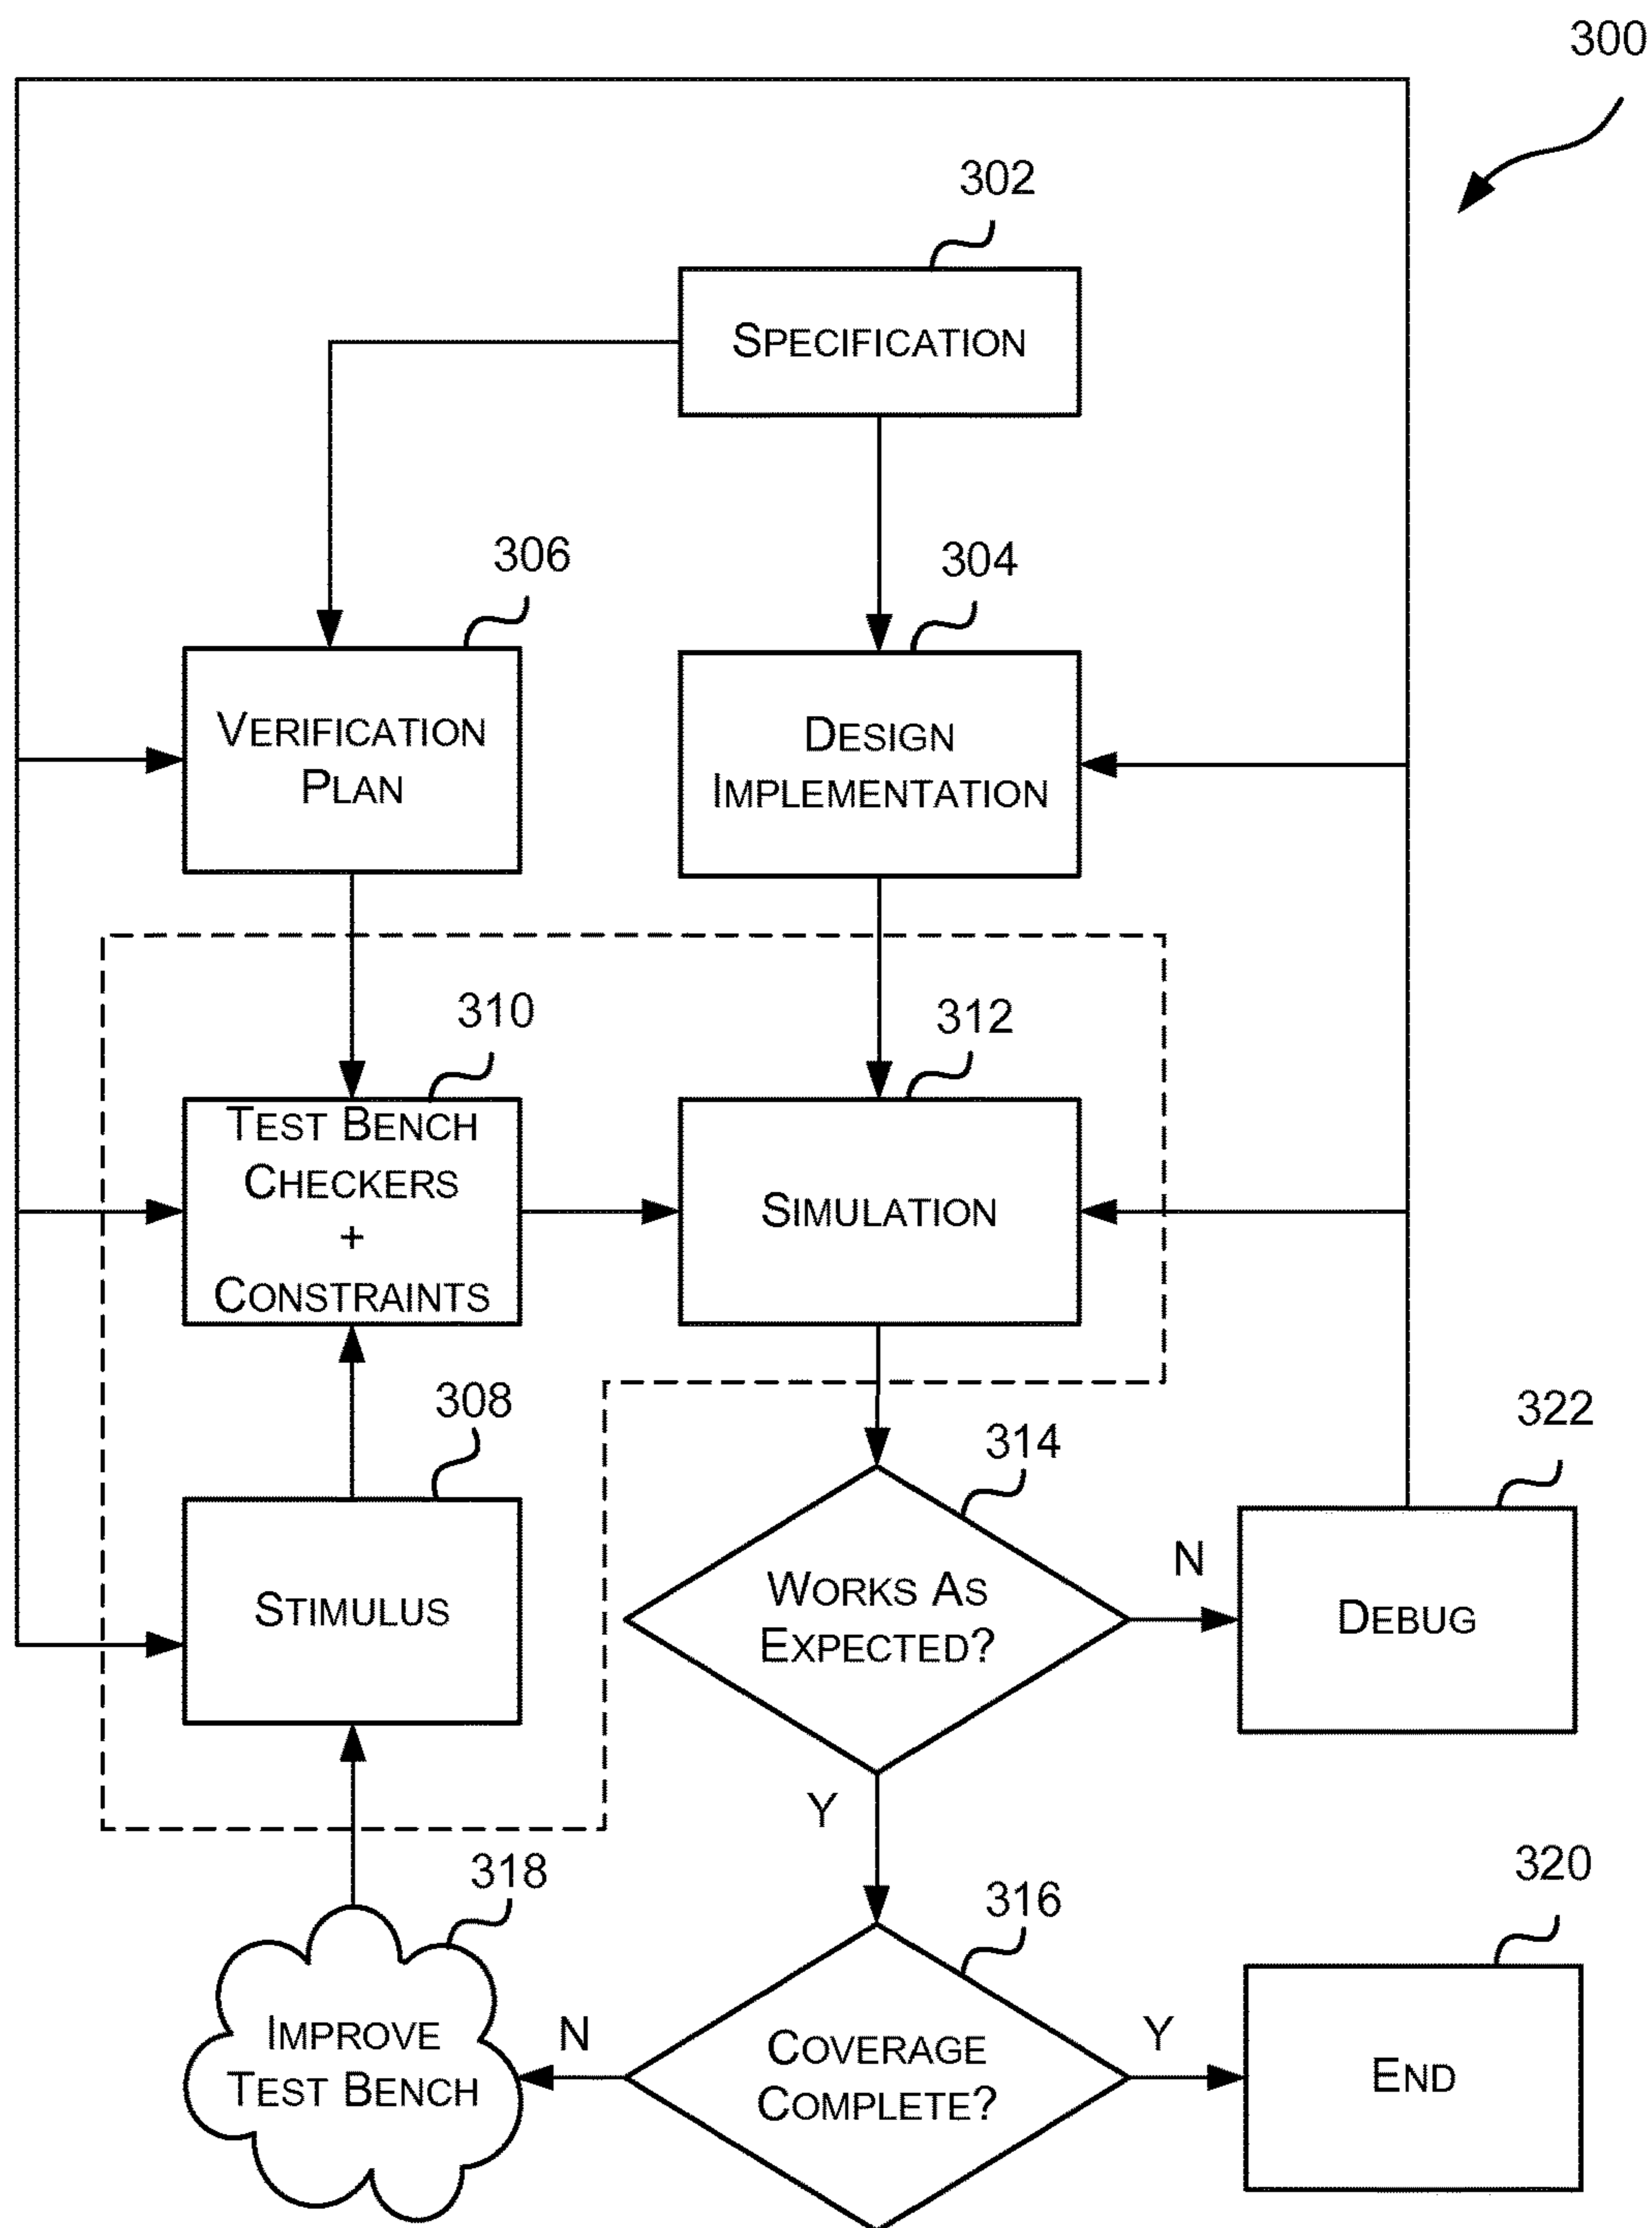 300
302
SPECIFICATION
306
304
VERIFICATION
PLAN
DESIGN
IMPLEMENTATION
310
312
TEST BENCH
CHECKERS
+
CONSTRAINTS
SIMULATION
308
314
322
STIMULUS
WORKS AS
EXPECTED?
N
DEBUG
Y
318
316
320
IMPROVE
TEST BENCH
N
COVERAGE
COMPLETE?
Y
END